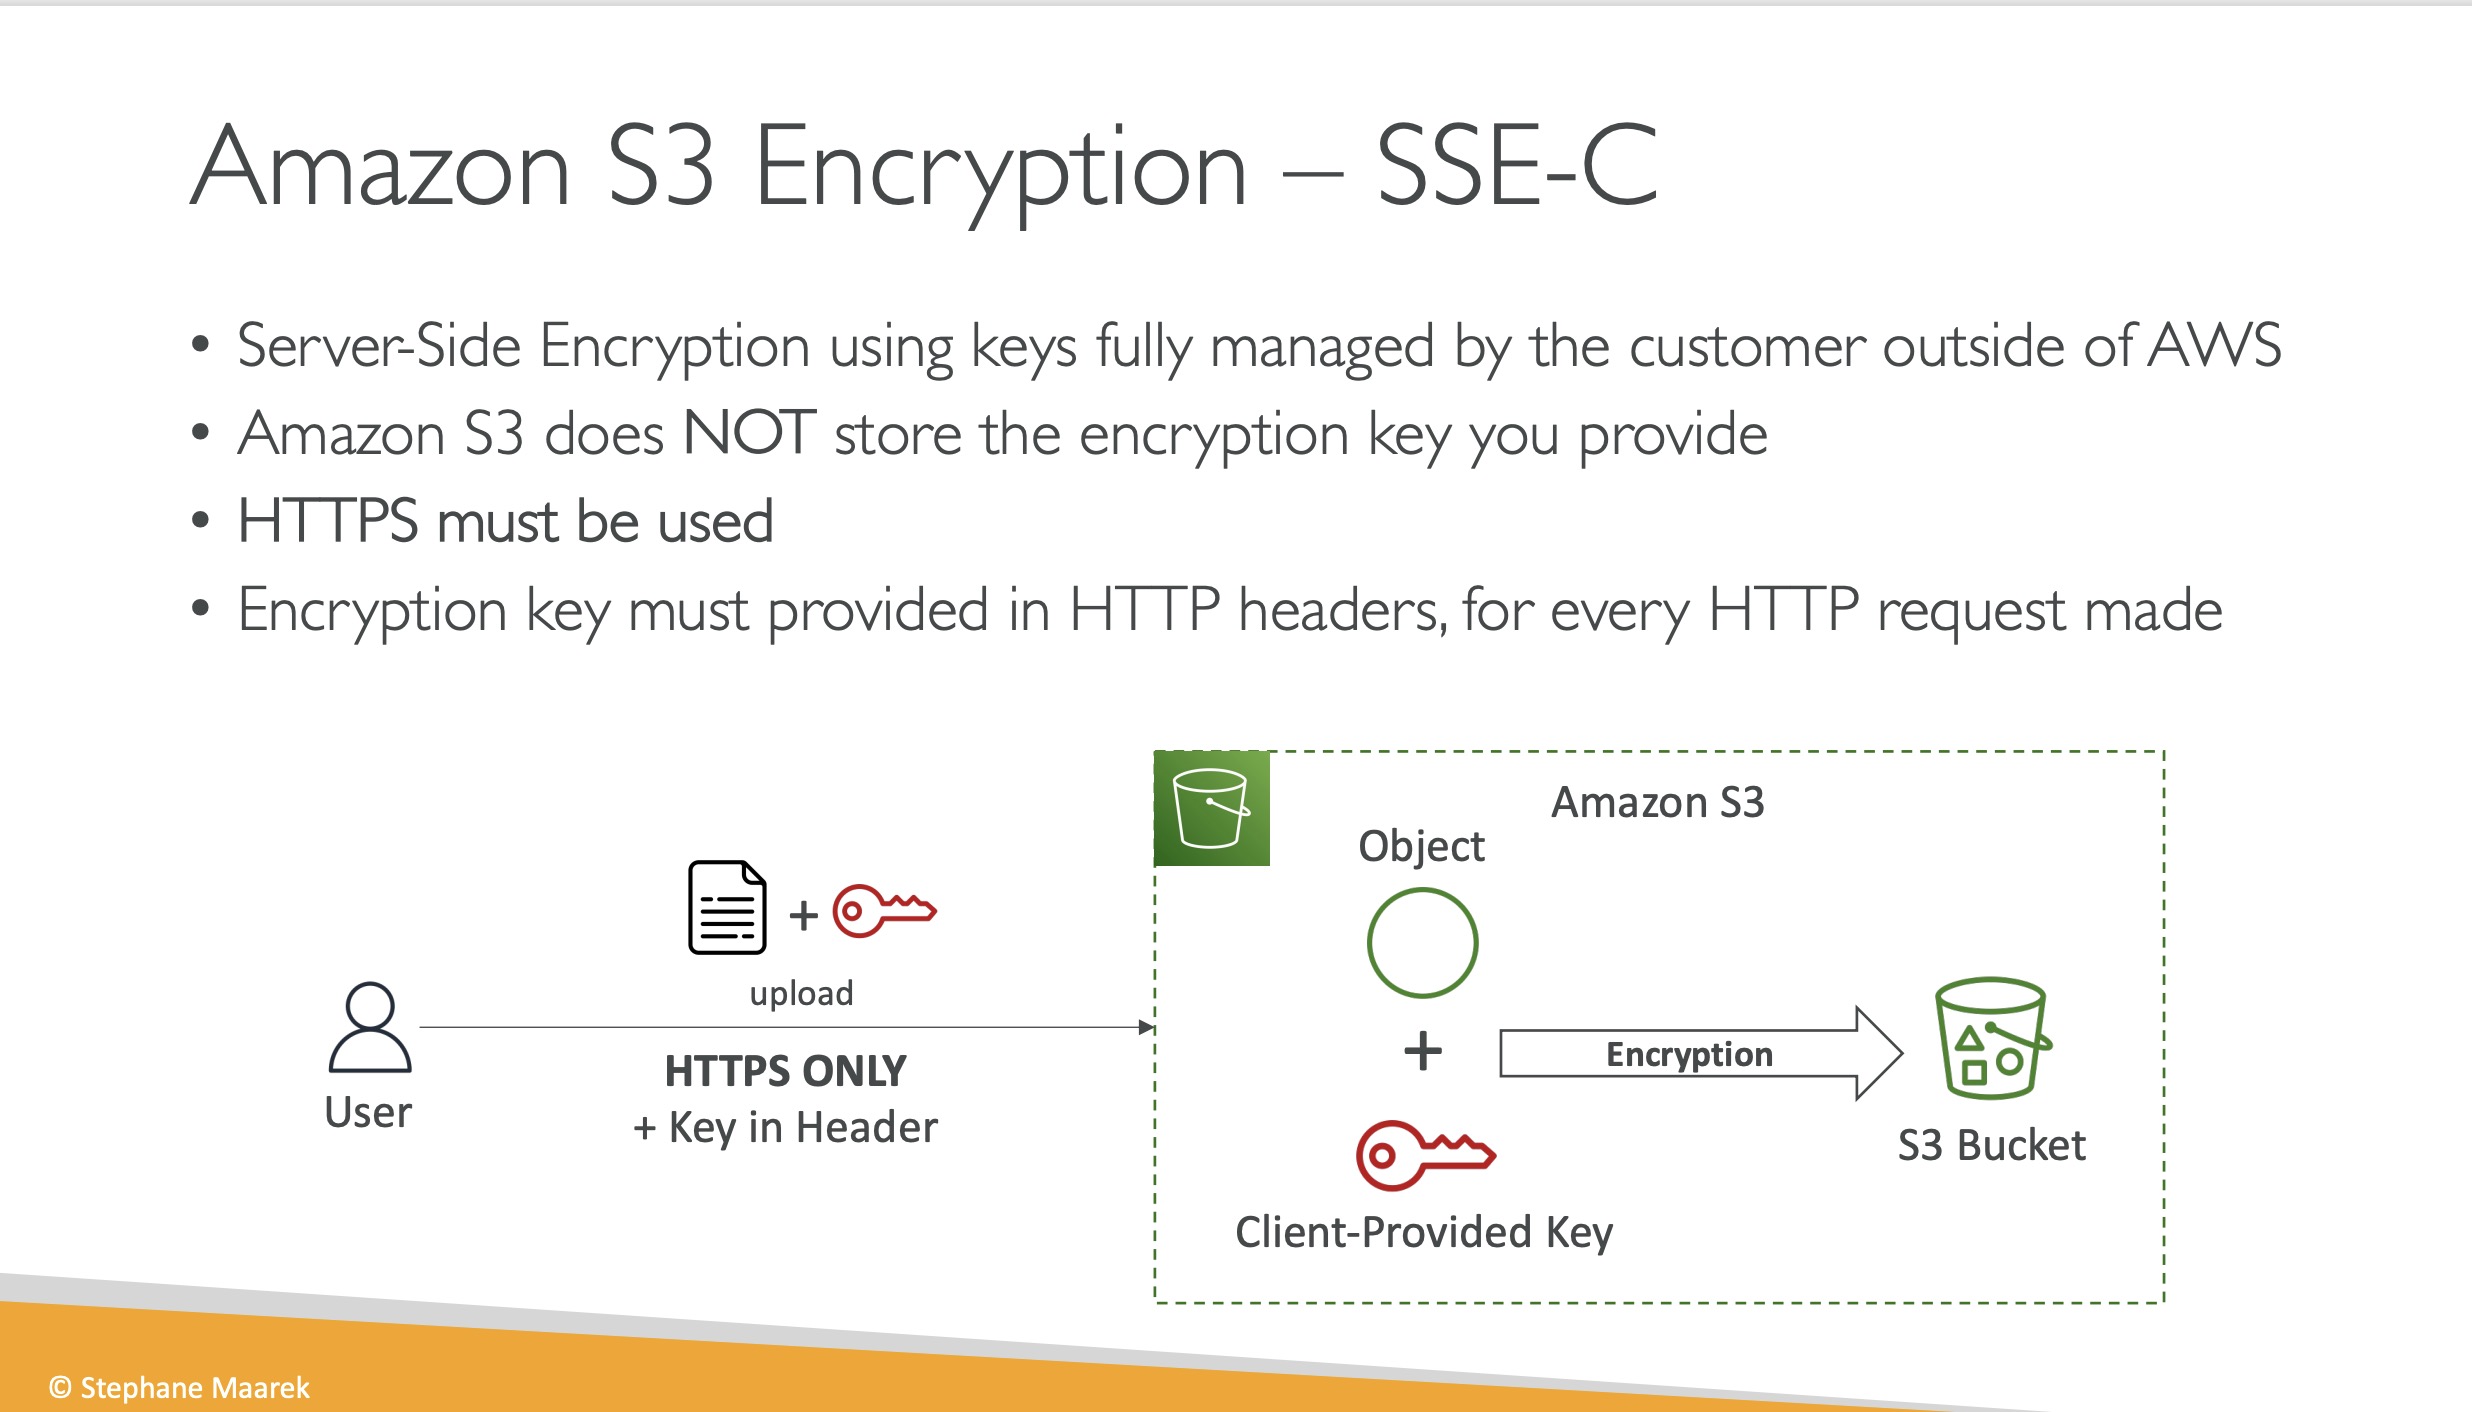 Amazon S3 Encryption – SSE-C
• Server-Side Encryption using keys fully managed by the customer outside of AWS
• Amazon S3 does NOT store the encryption key you provide
• HTTPS must be used
• Encryption key must provided in HTTP headers, for every HTTP request made
Amazon S3
Object
+
upload
User
HTTPS ONLY
+ Key in Header
+
Encryption
S3 Bucket
Client-Provided Key
© Stephane Maarek